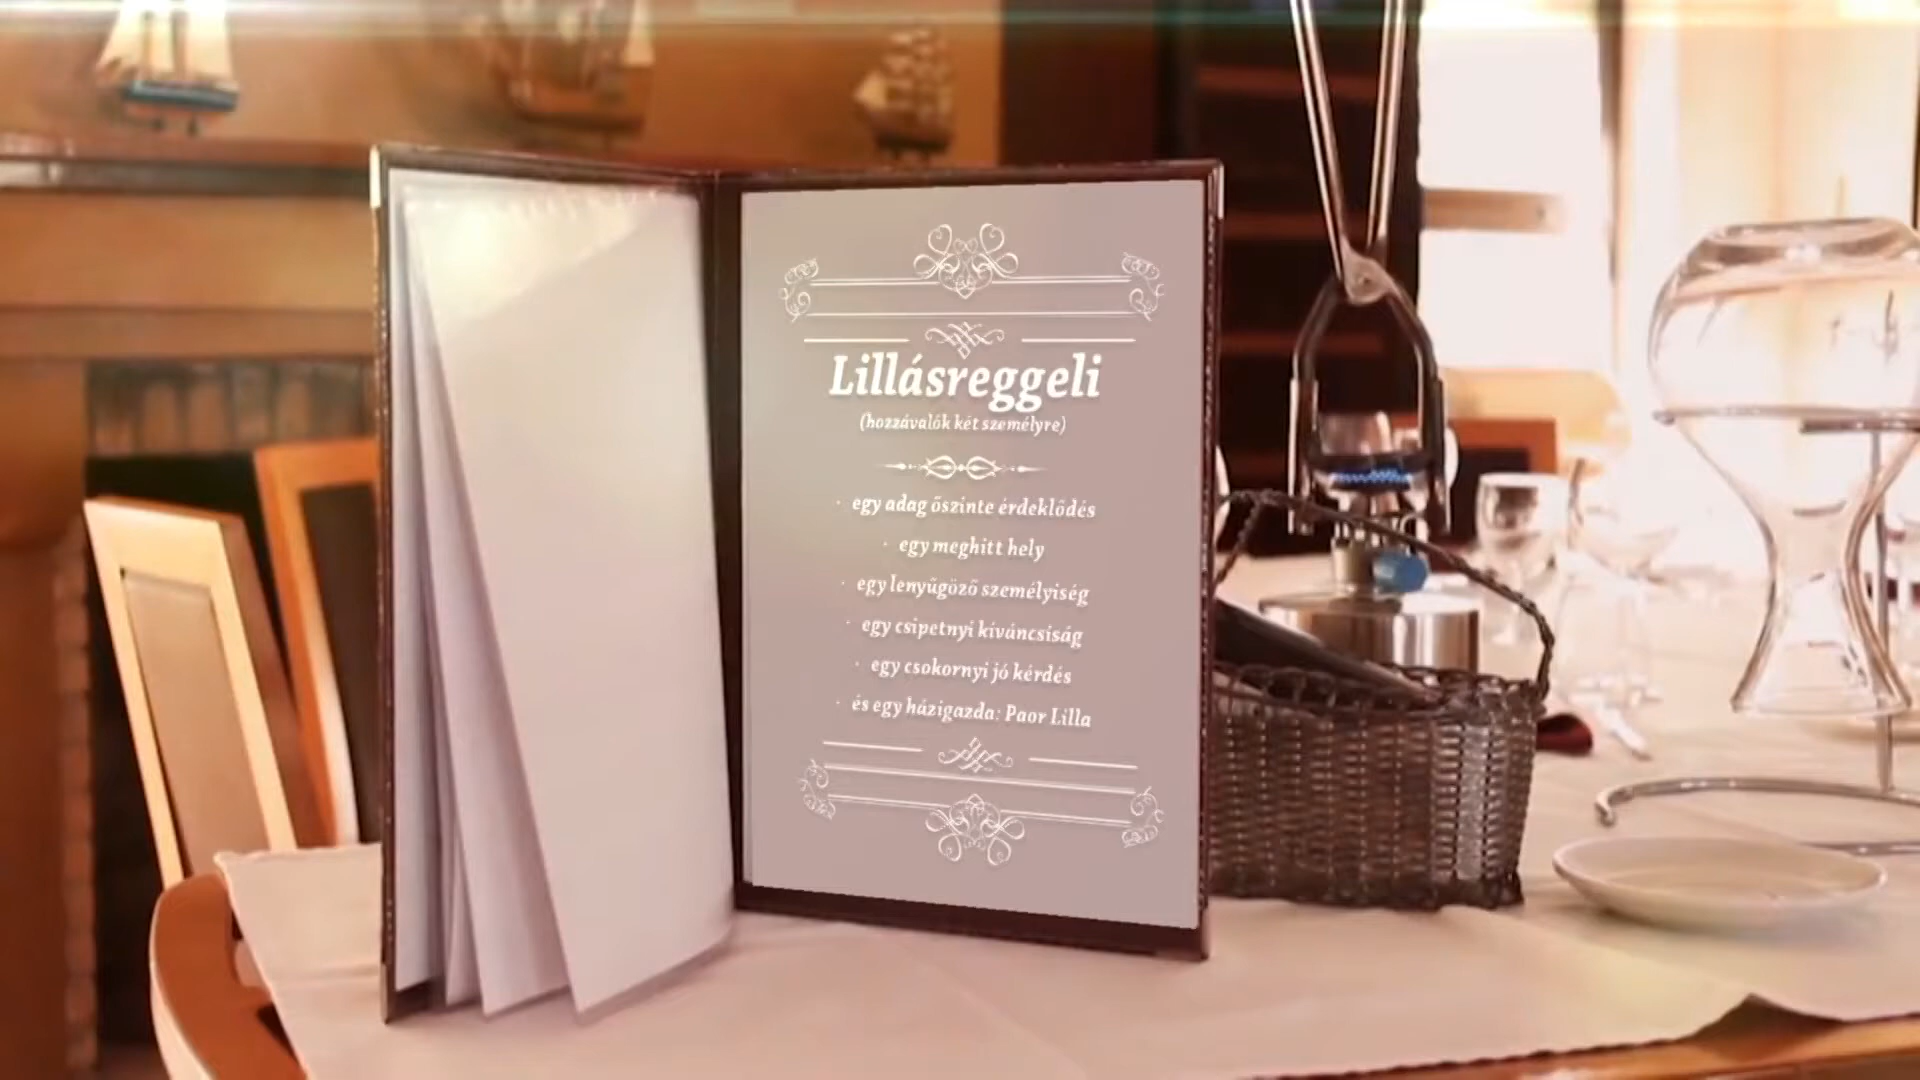 Lillásreggeli
(hozzávalók két személyre)
· egy adag őszinte érdeklődés
· egy meghitt hely
· egy lenyűgöző személyiség
· egy csipetnyi kíváncsiság
· egy csokornyi jó kérdés
· és egy házigazda: Paor Lilla